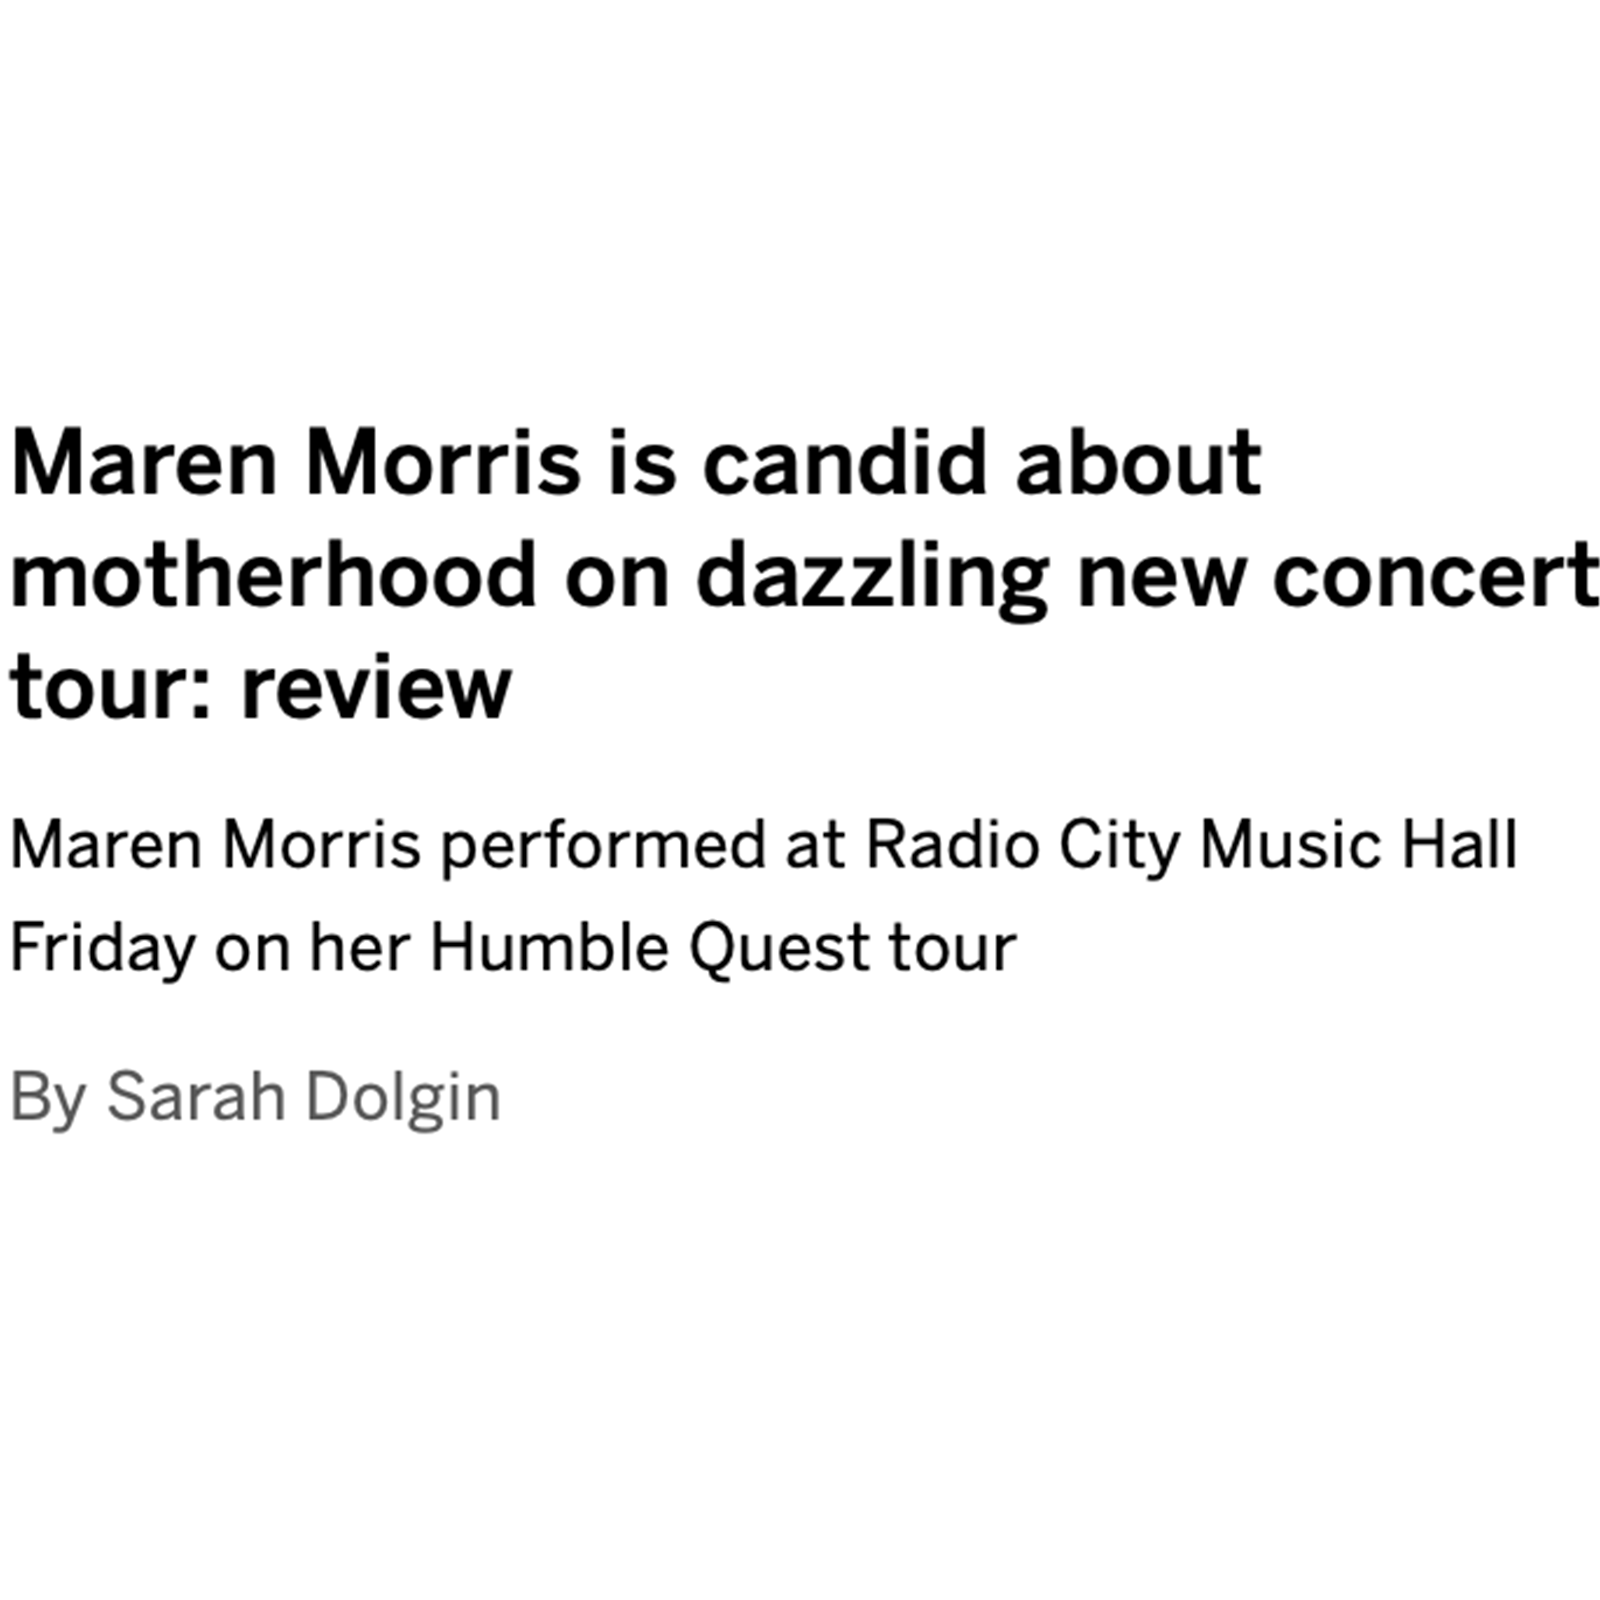 Maren Morris is candid about
motherhood on dazzling new concert
tour: review
Maren Morris performed at Radio City Music Hall
Friday on her Humble Quest tour
By Sarah Dolgin